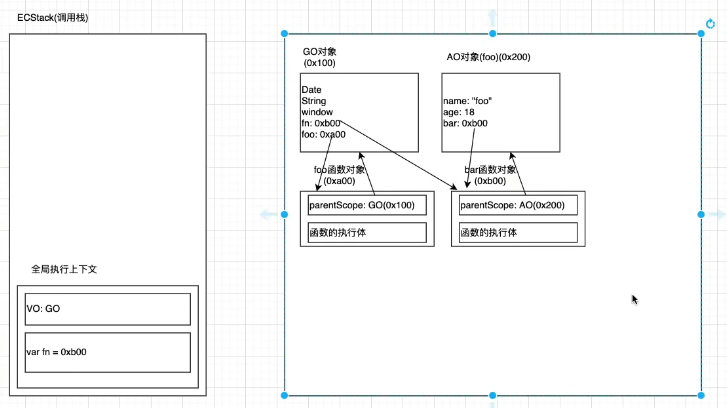 ECStack(调用栈)
全局执行上下文
VO: GO
var fn = 0xb00
GO对象
(0x100)
Date
String
window
fn: 0xb00
foo: 0xa00
AO对象(foo)(0x200)
name: "foo"
age: 18
bar: 0xb00
foo函数对象
(0xa00)
parentScope: GO(0x100)
函数的执行体
bar函数对象
(0xb00)
parentScope: AO(0x200)
函数的执行体